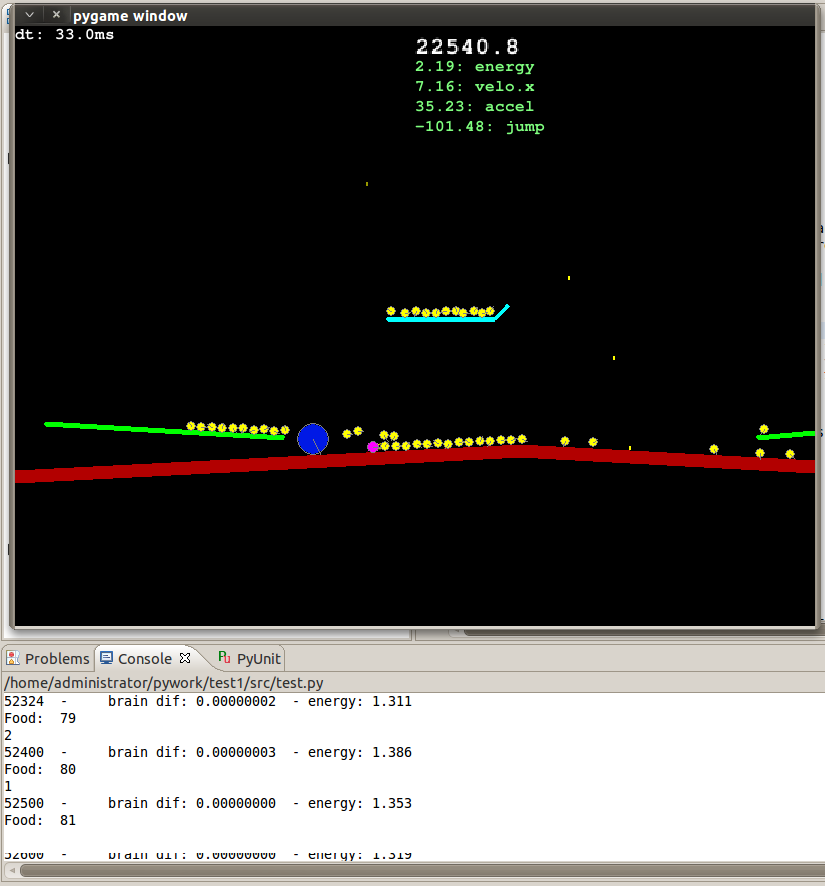 pygame window
dt: 33.0ms
22540.8
2.19: energy
7.16: velo.x
35.23: accel
-101.48: jump
Problems Console PyUnit
/home/administrator/pywork/test1/src/test.py
52324 - brain dif: 0.00000002 - energy: 1.311
Food: 79
2
52400 - brain dif: 0.00000003 - energy: 1.386
Food: 80
1
52500 - brain dif: 0.00000000 - energy: 1.353
Food: 81
52600 - brain dif: 0.00000000 - energy: 1.319